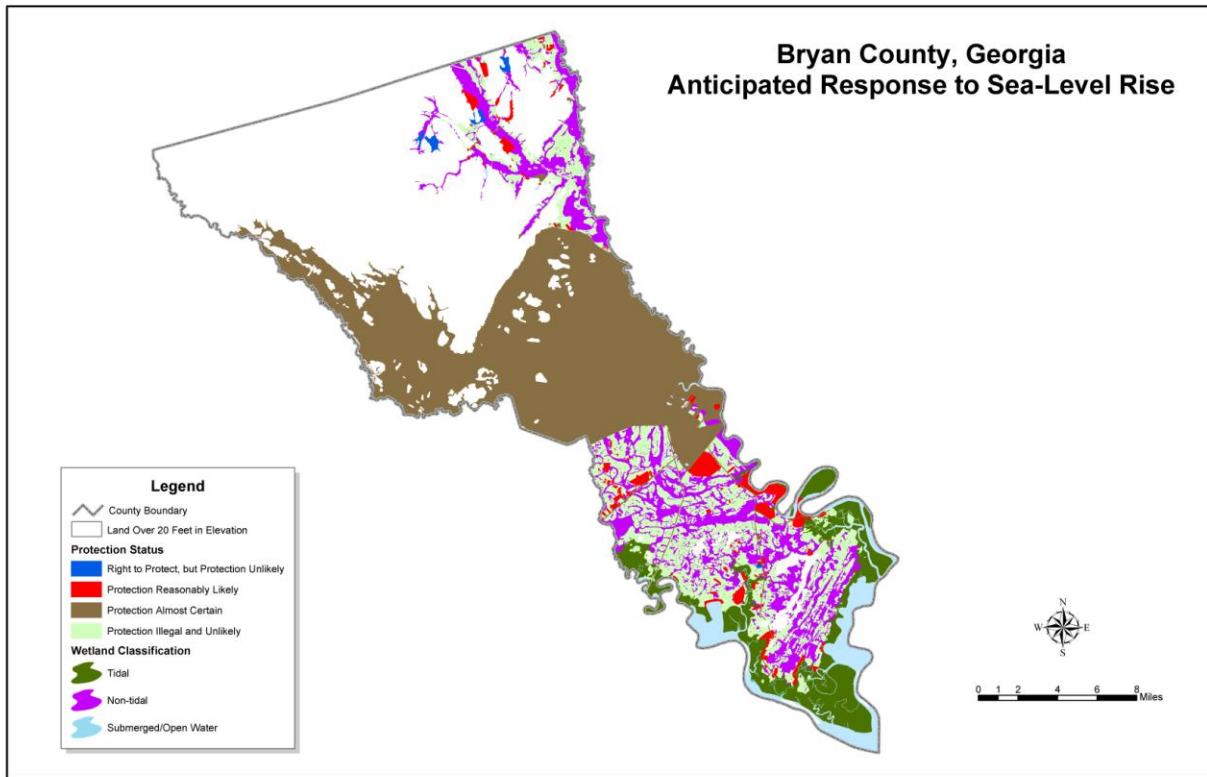 Bryan County, Georgia
Anticipated Response to Sea-Level Rise
Legend
County Boundary
Land Over 20 Feet in Elevation
Protection Status
Right to Protect, but Protection Unlikely
Protection Reasonably Likely
Protection Almost Certain
Protection Illegal and Unlikely
Wetland Classification
Tidal
Non-tidal
Submerged/Open Water
N
W E
S
0 1 2 4 6 8
Miles